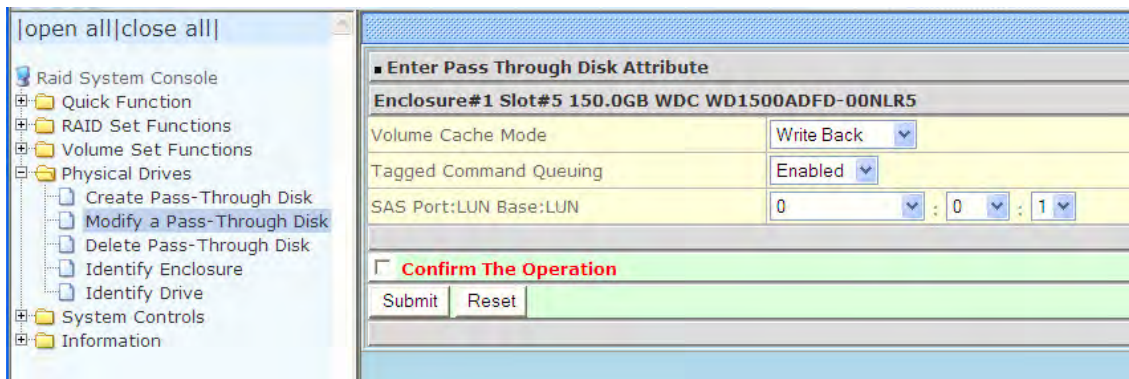 |open all|close all|
Raid System Console
Quick Function
RAID Set Functions
Volume Set Functions
Physical Drives
Create Pass-Through Disk
Modify a Pass-Through Disk
Delete Pass-Through Disk
Identify Enclosure
Identify Drive
System Controls
Information
Enter Pass Through Disk Attribute
Enclosure#1 Slot#5 150.0GB WDC WD1500ADFD-00NLR5
Volume Cache Mode Write Back
Tagged Command Queuing Enabled
SAS Port:LUN Base:LUN 0 : 0 : 1
Confirm The Operation
Submit Reset